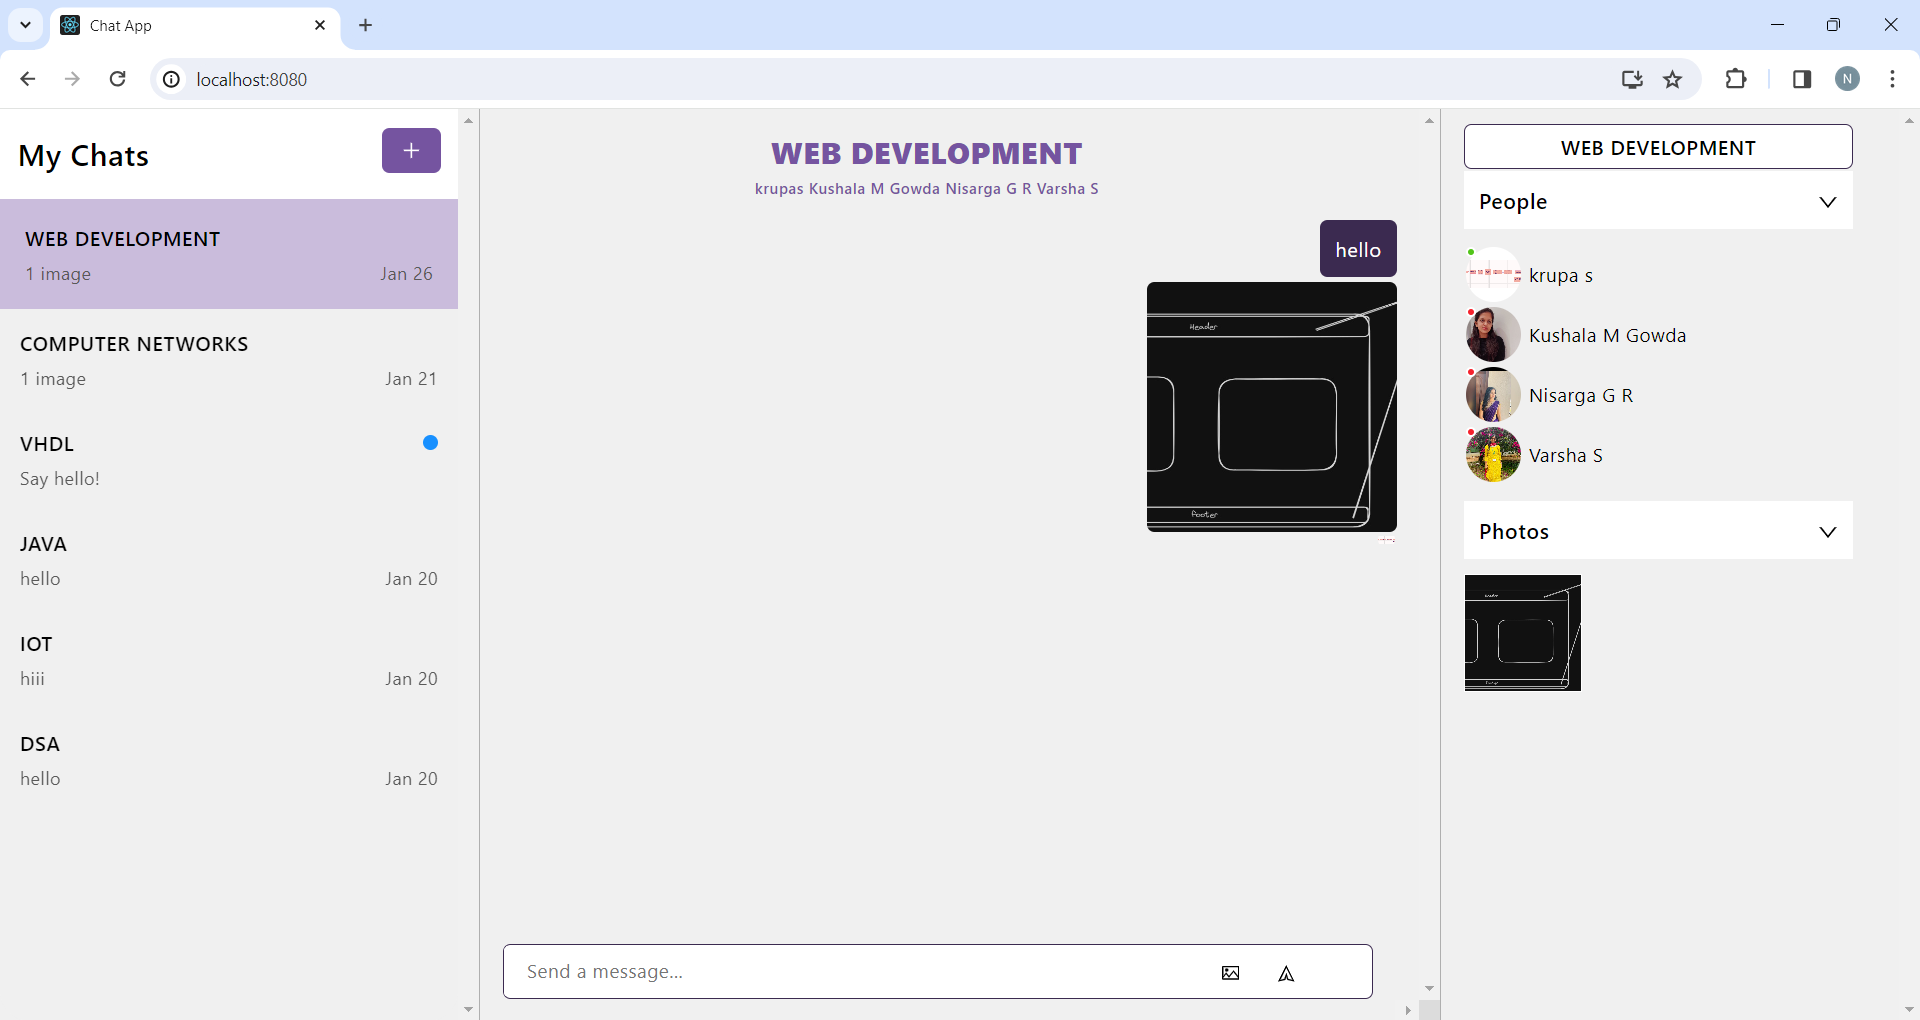 Chat App
localhost:8080
N
My Chats
+
WEB DEVELOPMENT
1 image Jan 26
COMPUTER NETWORKS
1 image Jan 21
VHDL
Say hello!
JAVA
hello Jan 20
IOT
hiii Jan 20
DSA
hello Jan 20
WEB DEVELOPMENT
krupas Kushala M Gowda Nisarga G R Varsha S
hello
Header
Footer
Send a message...
WEB DEVELOPMENT
People
krupa s
Kushala M Gowda
Nisarga G R
Varsha S
Photos